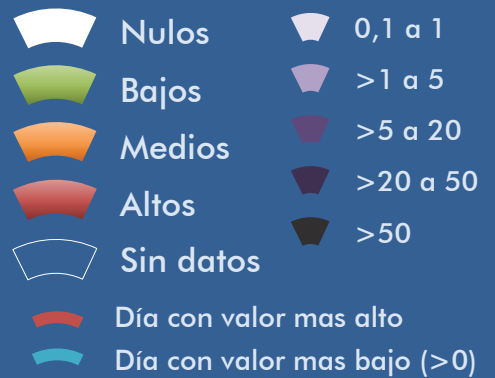 Nulos
Bajos
Medios
Altos
Sin datos
0,1 a 1
>1 a 5
>5 a 20
>20 a 50
>50
Día con valor mas alto
Día con valor mas bajo (>0)